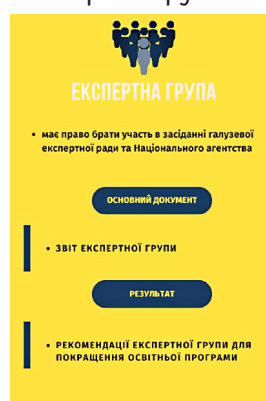 ЕКСПЕРТНА ГРУПА
• має право брати участь в засіданні галузевої
експертної ради та Національного агентства
ОСНОВНИЙ ДОКУМЕНТ
• ЗВІТ ЕКСПЕРТНОЇ ГРУПИ
РЕЗУЛЬТАТ
• РЕКОМЕНДАЦІЇ ЕКСПЕРТНОЇ ГРУПИ ДЛЯ
ПОКРАЩЕННЯ ОСВІТНЬОЇ ПРОГРАМИ